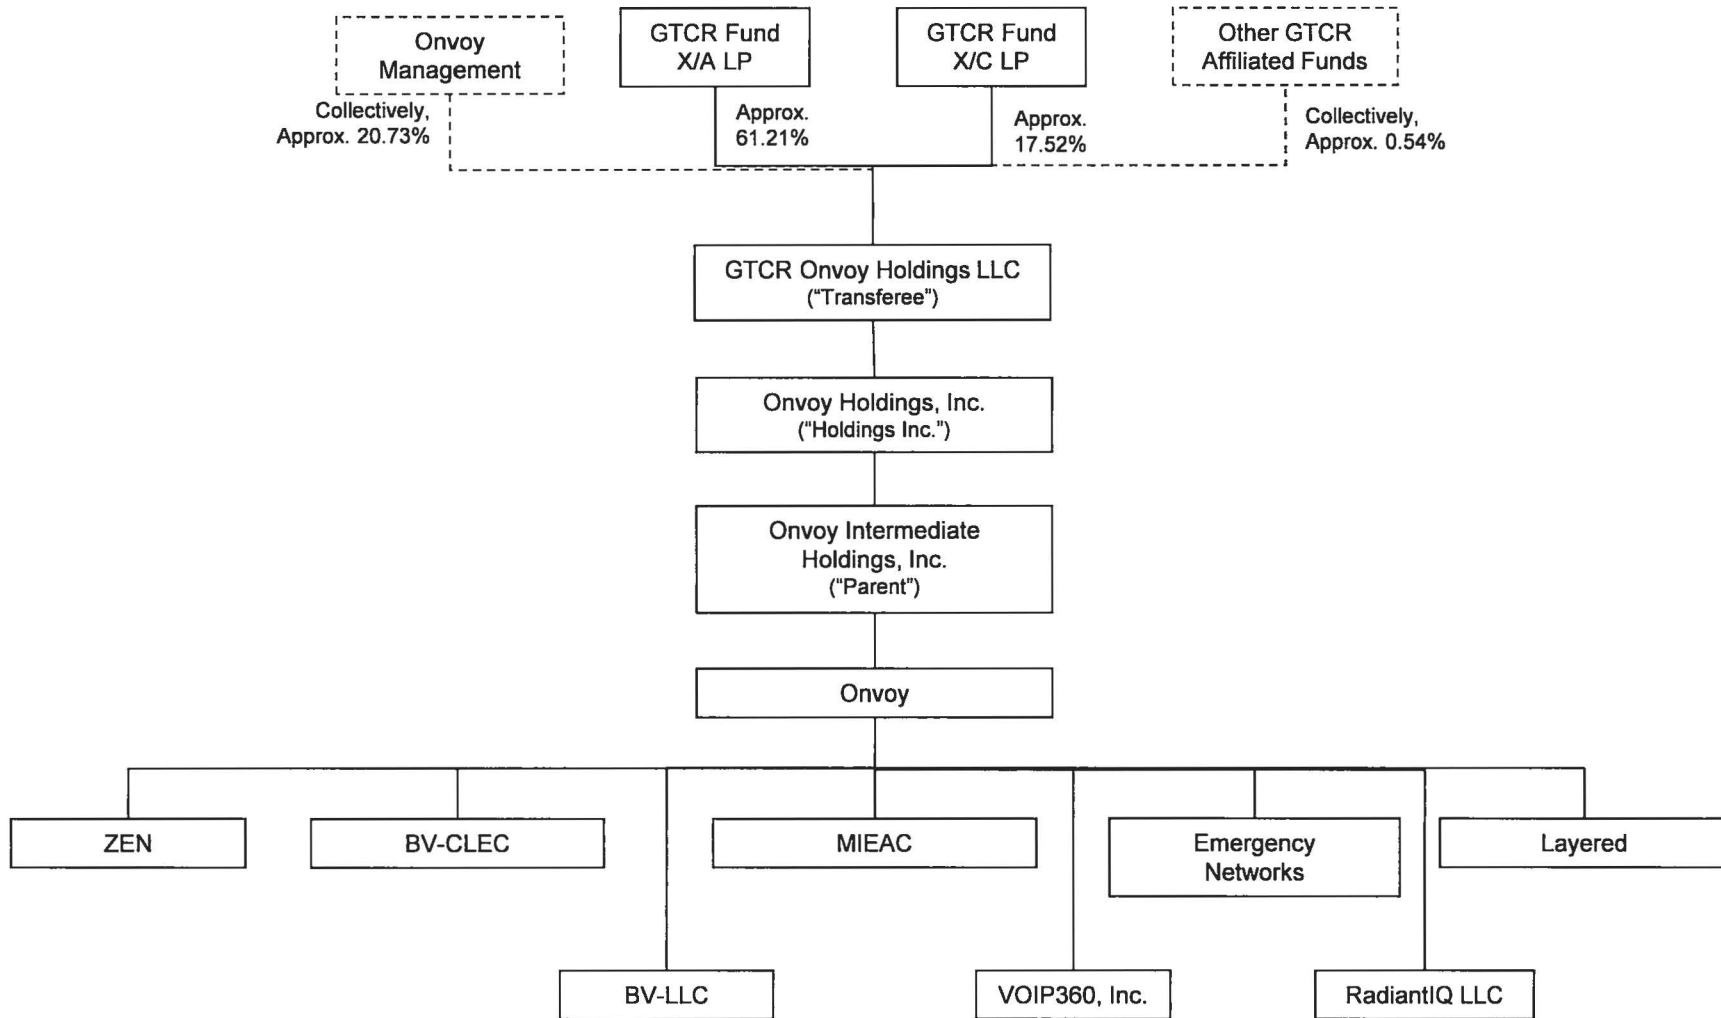 Onvoy
Management
GTCR Fund
X/A LP
GTCR Fund
X/C LP
Other GTCR
Affiliated Funds
Collectively,
Approx. 20.73%
Approx.
61.21%
Approx.
17.52%
Collectively,
Approx. 0.54%
GTCR Onvoy Holdings LLC
(“Transferee”)
Onvoy Holdings, Inc.
(“Holdings Inc.”)
Onvoy Intermediate
Holdings, Inc.
(“Parent”)
Onvoy
ZEN
BV-CLEC
MIEAC
Emergency
Networks
Layered
BV-LLC
VOIP360, Inc.
RadiantIQ LLC